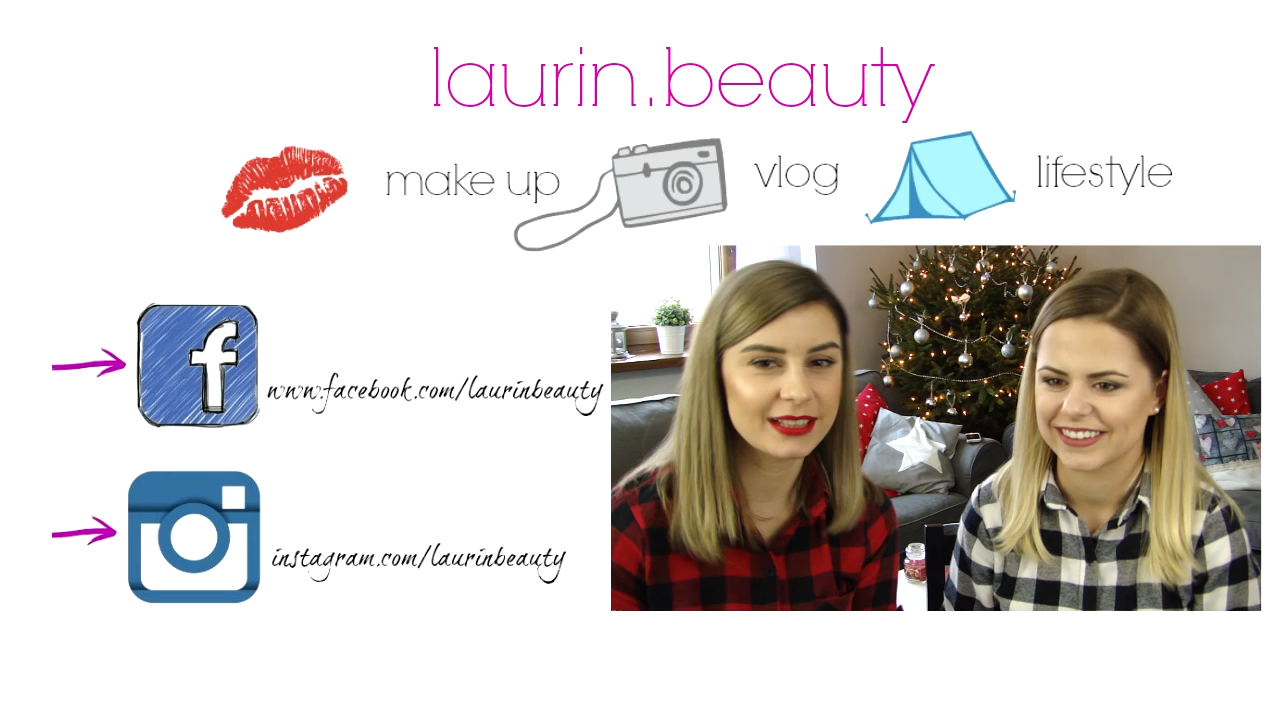 laurin.beauty
make up vlog lifestyle
www.facebook.com/laurinbeauty
instagram.com/laurinbeauty